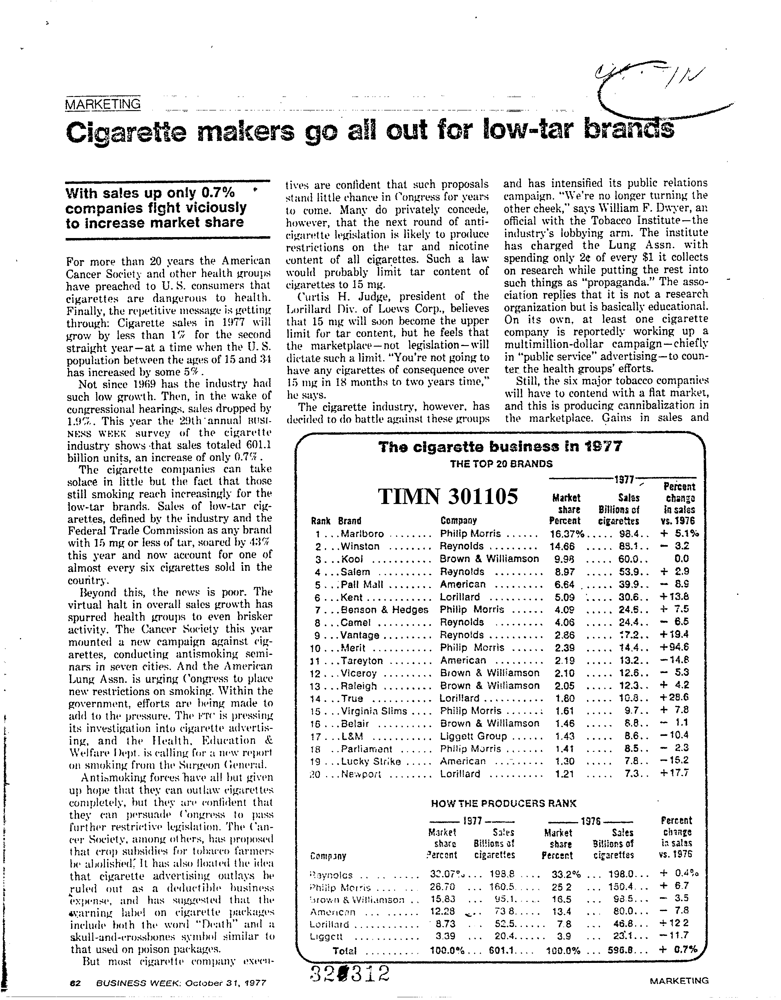 MARKETING
Cigarette makers go all out for low-tar brands
With sales up only 0.7%
companies fight viciously
to increase market share
For more than 20 years the American
Cancer Society and other health groups
have preached to U.S. consumers that
cigarettes are dangerous to health.
Finally, the repetitive message is getting
through: Cigarette sales in 1977 will
grow by less than 1% for the second
straight year—at a time when the U.S.
population between the ages of 15 and 34
has increased by some 5%.
Not since 1969 has the industry had
such low growth. Then, in the wake of
congressional hearings, sales dropped by
1.9%. This year the 29th annual BUSI-
NESS WEEK survey of the cigarette
industry shows that sales totaled 601.1
billion units, an increase of only 0.7%.
The cigarette companies can take
solace in little but the fact that those
still smoking reach increasingly for the
low-tar brands. Sales of low-tar cig-
arettes, defined by the industry and the
Federal Trade Commission as any brand
with 15 mg or less of tar, soared by 43%
this year and now account for one of
almost every six cigarettes sold in the
country.
Beyond this, the news is poor. The
virtual halt in overall sales growth has
spurred health groups to even brisker
activity. The Cancer Society this year
mounted a new campaign against cig-
arettes, conducting antismoking semi-
nars in seven cities. And the American
Lung Assn. is urging Congress to place
new restrictions on smoking. Within the
government, efforts are being made to
add to the pressure. The FTC is pressing
its investigation into cigarette advertis-
ing, and the Health, Education &
Welfare Dept. is calling for a new report
on smoking from the Surgeon General.
Antismoking forces have all but given
up hope that they can outlaw cigarettes
completely, but they are confident that
they can persuade Congress to pass
further restrictive legislation. The Can-
cer Society, among others, has proposed
that crop subsidies for tobacco farmers
be abolished. It has also floated the idea
that cigarette advertising outlays be
ruled out as a deductible business
expense, and has suggested that the
warning label on cigarette packages
include both the word "Death" and a
skull-and-crossbones symbol similar to
that used on poison packages.
But most cigarette company execu-
tives are confident that such proposals
stand little chance in Congress for years
to come. Many do privately concede,
however, that the next round of anti-
cigarette legislation is likely to produce
restrictions on the tar and nicotine
content of all cigarettes. Such a law
would probably limit tar content of
cigarettes to 15 mg.
Curtis H. Judge, president of the
Lorillard Div. of Loews Corp., believes
that 15 mg will soon become the upper
limit for tar content, but he feels that
the marketplace—not legislation—will
dictate such a limit. "You're not going to
have any cigarettes of consequence over
15 mg in 18 months to two years time,"
he says.
The cigarette industry, however, has
decided to do battle against these groups
and has intensified its public relations
campaign. "We're no longer turning the
other cheek," says William F. Dwyer, an
official with the Tobacco Institute—the
industry's lobbying arm. The institute
has charged the Lung Assn. with
spending only 2¢ of every $1 it collects
on research while putting the rest into
such things as "propaganda." The asso-
ciation replies that it is not a research
organization but is basically educational.
On its own, at least one cigarette
company is reportedly working up a
multimillion-dollar campaign—chiefly
in "public service" advertising—to coun-
ter the health groups' efforts.
Still, the six major tobacco companies
will have to contend with a flat market,
and this is producing cannibalization in
the marketplace. Gains in sales and
The cigarette business in 1977
THE TOP 20 BRANDS
TIMN 301105
1977
Market share Percent Sales Billions of cigarettes Percent change in sales vs. 1976
Rank Brand Company
1 ...Marlboro ........ Philip Morris ...... 16.37%..... 98.4.. + 5.1%
2 ...Winston ........ Reynolds ......... 14.66 ..... 88.1.. − 3.2
3 ...Kool ........... Brown & Williamson 9.98 ..... 60.0.. 0.0
4 ...Salem .......... Reynolds ......... 8.97 ..... 53.9.. + 2.9
5 ...Pall Mall ........ American ......... 6.64 ..... 39.9.. − 8.9
6 ...Kent ........... Lorillard .......... 5.09 ..... 30.6.. +13.8
7 ...Benson & Hedges Philip Morris ...... 4.09 ..... 24.6.. + 7.5
8 ...Camel .......... Reynolds ......... 4.06 ..... 24.4.. − 6.5
9 ...Vantage ......... Reynolds .......... 2.86 ..... 17.2.. +19.4
10 ...Merit .......... Philip Morris ...... 2.39 ..... 14.4.. +94.6
11 ...Tareyton ....... American ......... 2.19 ..... 13.2.. −14.8
12 ...Viceroy ........ Brown & Williamson 2.10 ..... 12.6.. − 5.3
13 ...Raleigh ......... Brown & Williamson 2.05 ..... 12.3.. + 4.2
14 ...True ........... Lorillard .......... 1.80 ..... 10.8.. +28.6
15 ...Virginia Slims .... Philip Morris ...... 1.61 ..... 9.7.. + 7.8
16 ...Belair .......... Brown & Williamson 1.46 ..... 8.8.. − 1.1
17 ...L&M ........... Liggett Group ...... 1.43 ..... 8.6.. −10.4
18 ..Parliament ...... Philip Morris ...... 1.41 ..... 8.5.. − 2.3
19 ...Lucky Strike ..... American ......... 1.30 ..... 7.8.. −15.2
20 ...Newport ........ Lorillard .......... 1.21 ..... 7.3.. +17.7
HOW THE PRODUCERS RANK
1977 1976
Company Market share Percent Sales Billions of cigarettes Market share Percent Sales Billions of cigarettes Percent change in sales vs. 1976
Reynolds ......... 33.07%... 198.8 .... 33.2% ... 198.0... + 0.4%
Philip Morris ...... 26.70 ... 160.5..... 25.2 ... 150.4... + 6.7
Brown & Williamson .. 15.83 ... 95.1..... 16.5 ... 98.5... − 3.5
American ......... 12.28 ... 73.8..... 13.4 ... 80.0... − 7.8
Lorillard .......... 8.73 ... 52.5...... 7.8 ... 46.8... +12.2
Liggett ........... 3.39 ... 20.4...... 3.9 ... 23.1... −11.7
Total .......... 100.0%... 601.1.... 100.0% ... 596.8... + 0.7%
62 BUSINESS WEEK: October 31, 1977
MARKETING